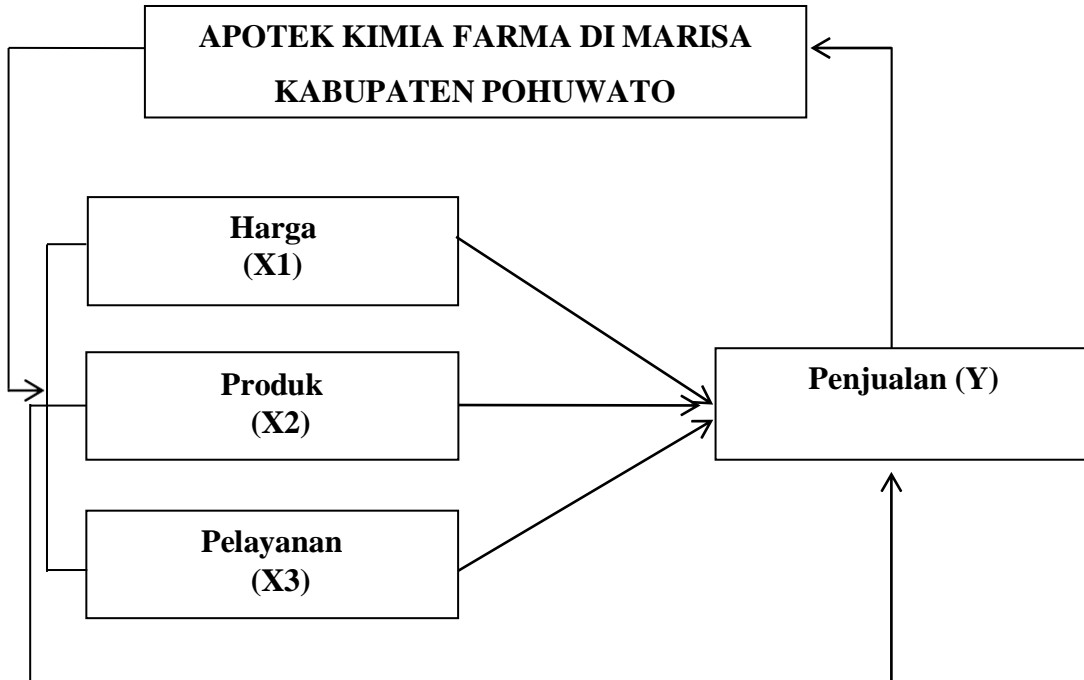 APOTEK KIMIA FARMA DI MARISA
KABUPATEN POHUWATO
Harga
(X1)
Produk
(X2)
Penjualan (Y)
Pelayanan
(X3)